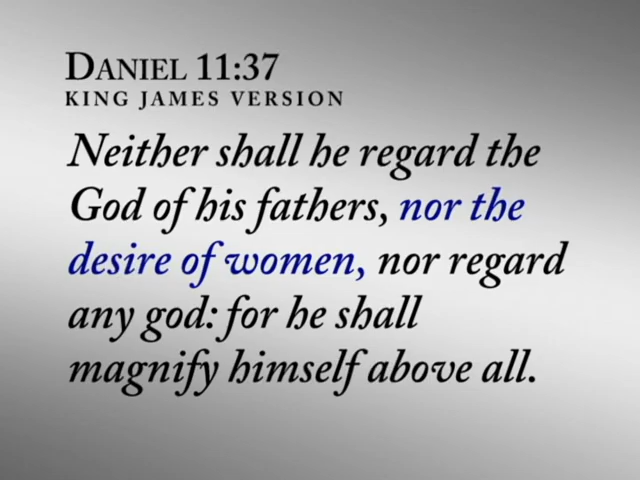 DANIEL 11:37
KING JAMES VERSION
Neither shall he regard the
God of his fathers, nor the
desire of women, nor regard
any god: for he shall
magnify himself above all.